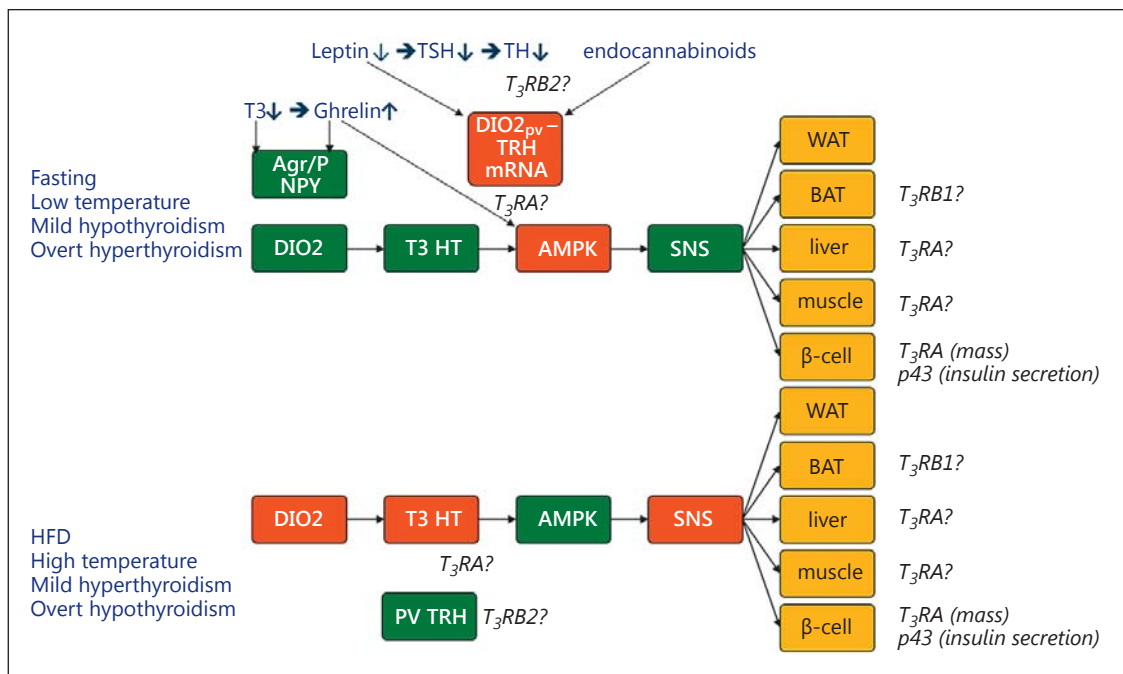 Leptin ↓ ➔ TSH ↓ ➔ TH ↓ endocannabinoids
T₃RB2?
T3↓ ➔ Ghrelin↑
DIO2pv –
TRH
mRNA
Agr/P
NPY
Fasting
Low temperature
Mild hypothyroidism
Overt hyperthyroidism
T₃RA?
DIO2
T3 HT
AMPK
SNS
WAT
BAT T₃RB1?
liver T₃RA?
muscle T₃RA?
β-cell T₃RA (mass)
p43 (insulin secretion)
HFD
High temperature
Mild hyperthyroidism
Overt hypothyroidism
DIO2
T3 HT
AMPK
SNS
T₃RA?
PV TRH T₃RB2?
WAT
BAT T₃RB1?
liver T₃RA?
muscle T₃RA?
β-cell T₃RA (mass)
p43 (insulin secretion)